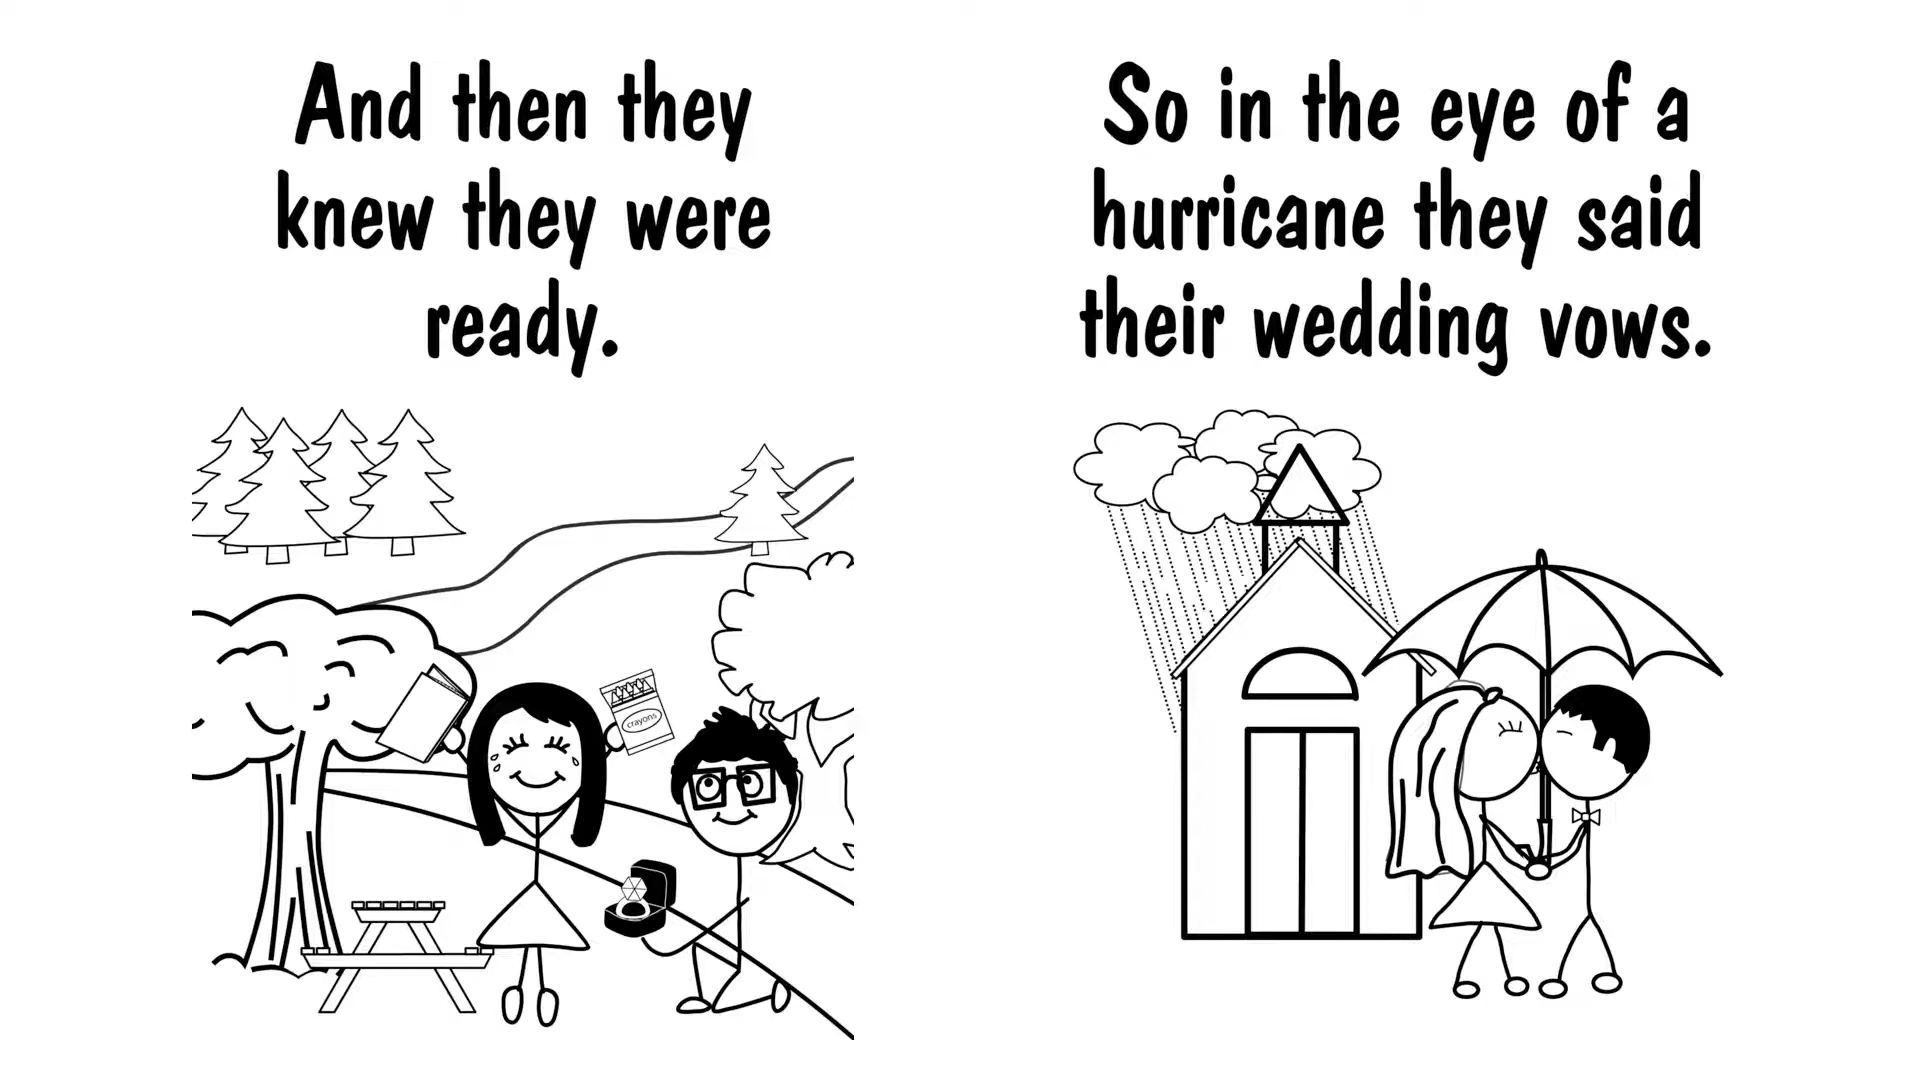 And then they
knew they were
ready.
crayons
So in the eye of a
hurricane they said
their wedding vows.